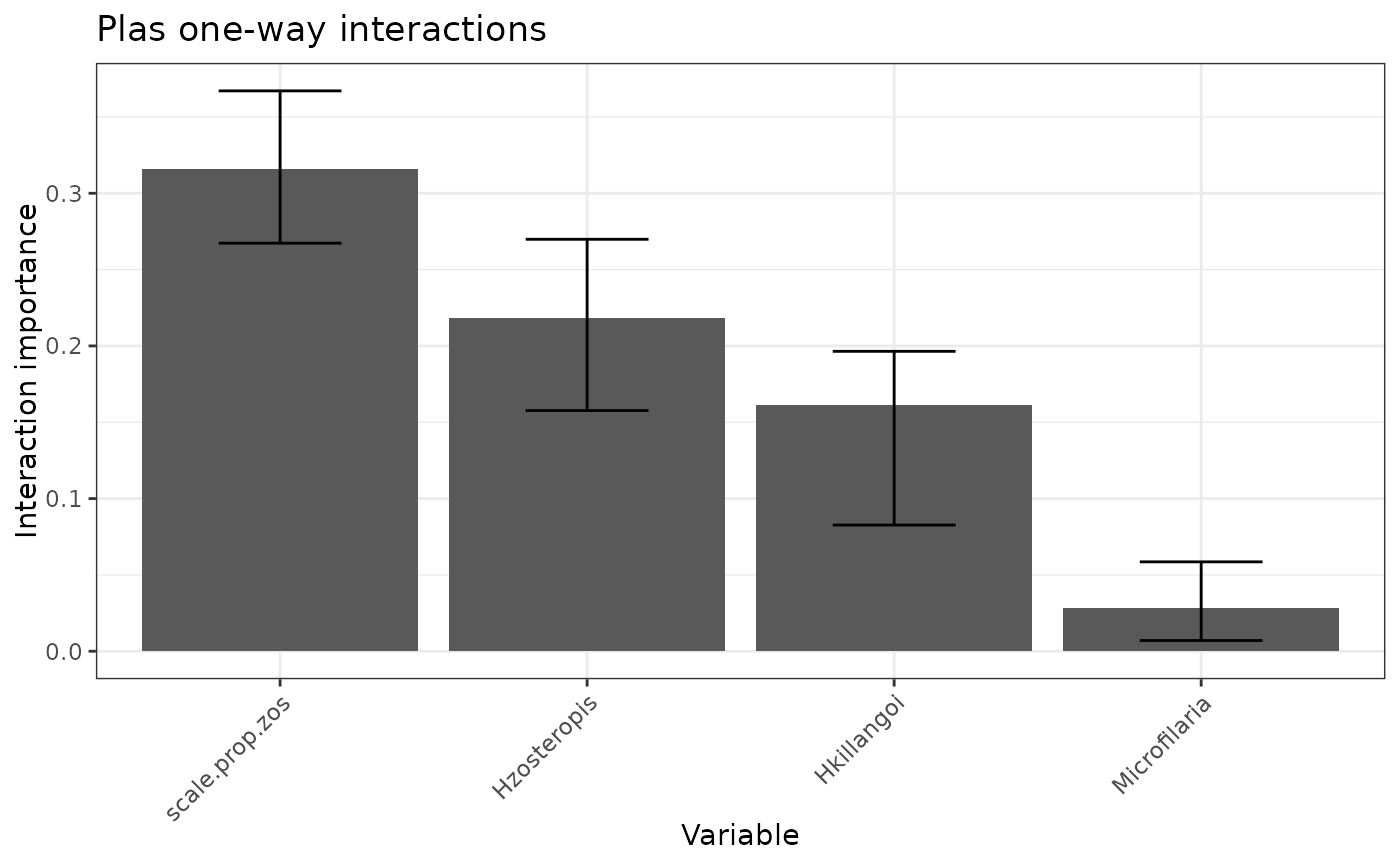 Plas one-way interactions
Interaction importance
0.3
0.2
0.1
0.0
scale.prop.zos
Hzosteropis
Hkillangoi
Microfilaria
Variable